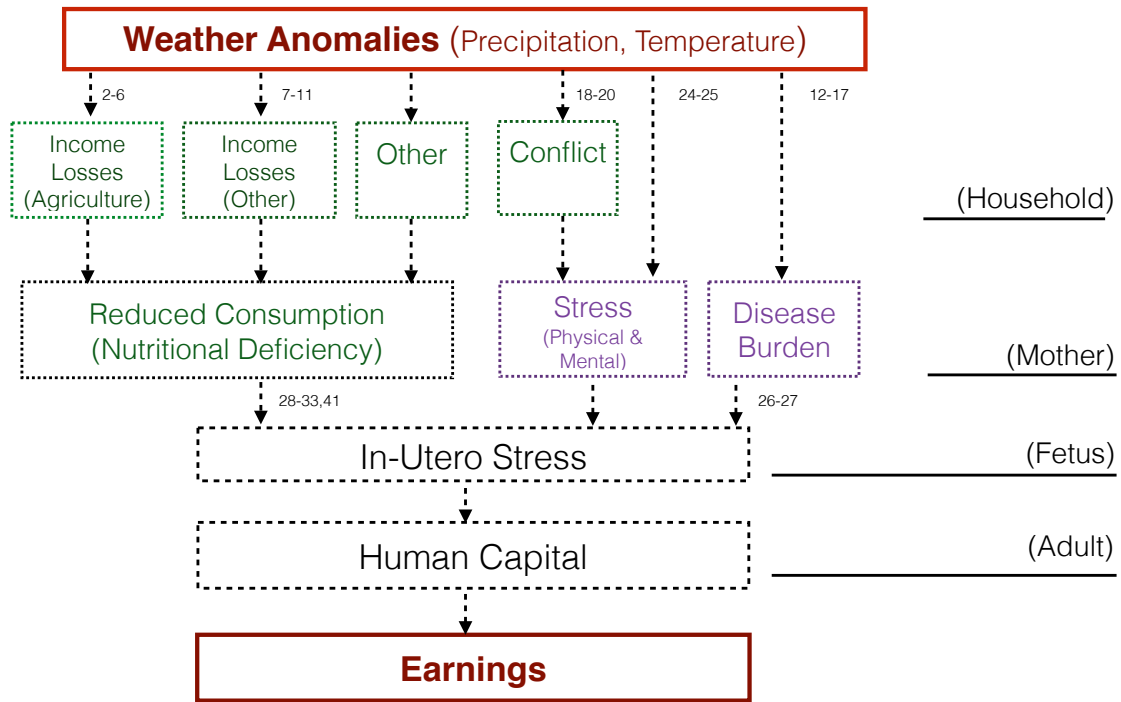 Weather Anomalies (Precipitation, Temperature)
2-6
7-11
18-20
24-25
12-17
Income
Losses
(Agriculture)
Income
Losses
(Other)
Other
Conflict
(Household)
Reduced Consumption
(Nutritional Deficiency)
Stress
(Physical &
Mental)
Disease
Burden
(Mother)
28-33,41
26-27
In-Utero Stress
(Fetus)
Human Capital
(Adult)
Earnings